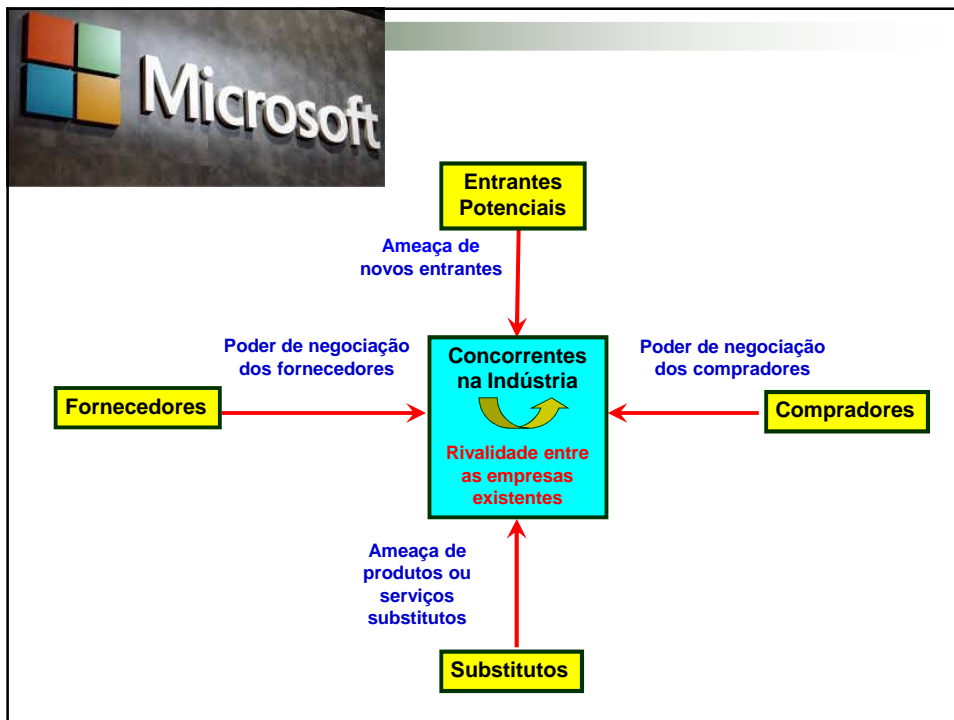 Microsoft
Entrantes
Potenciais
Ameaça de
novos entrantes
Poder de negociação
dos fornecedores
Concorrentes
na Indústria
Poder de negociação
dos compradores
Fornecedores
Compradores
Rivalidade entre
as empresas
existentes
Ameaça de
produtos ou
serviços
substitutos
Substitutos